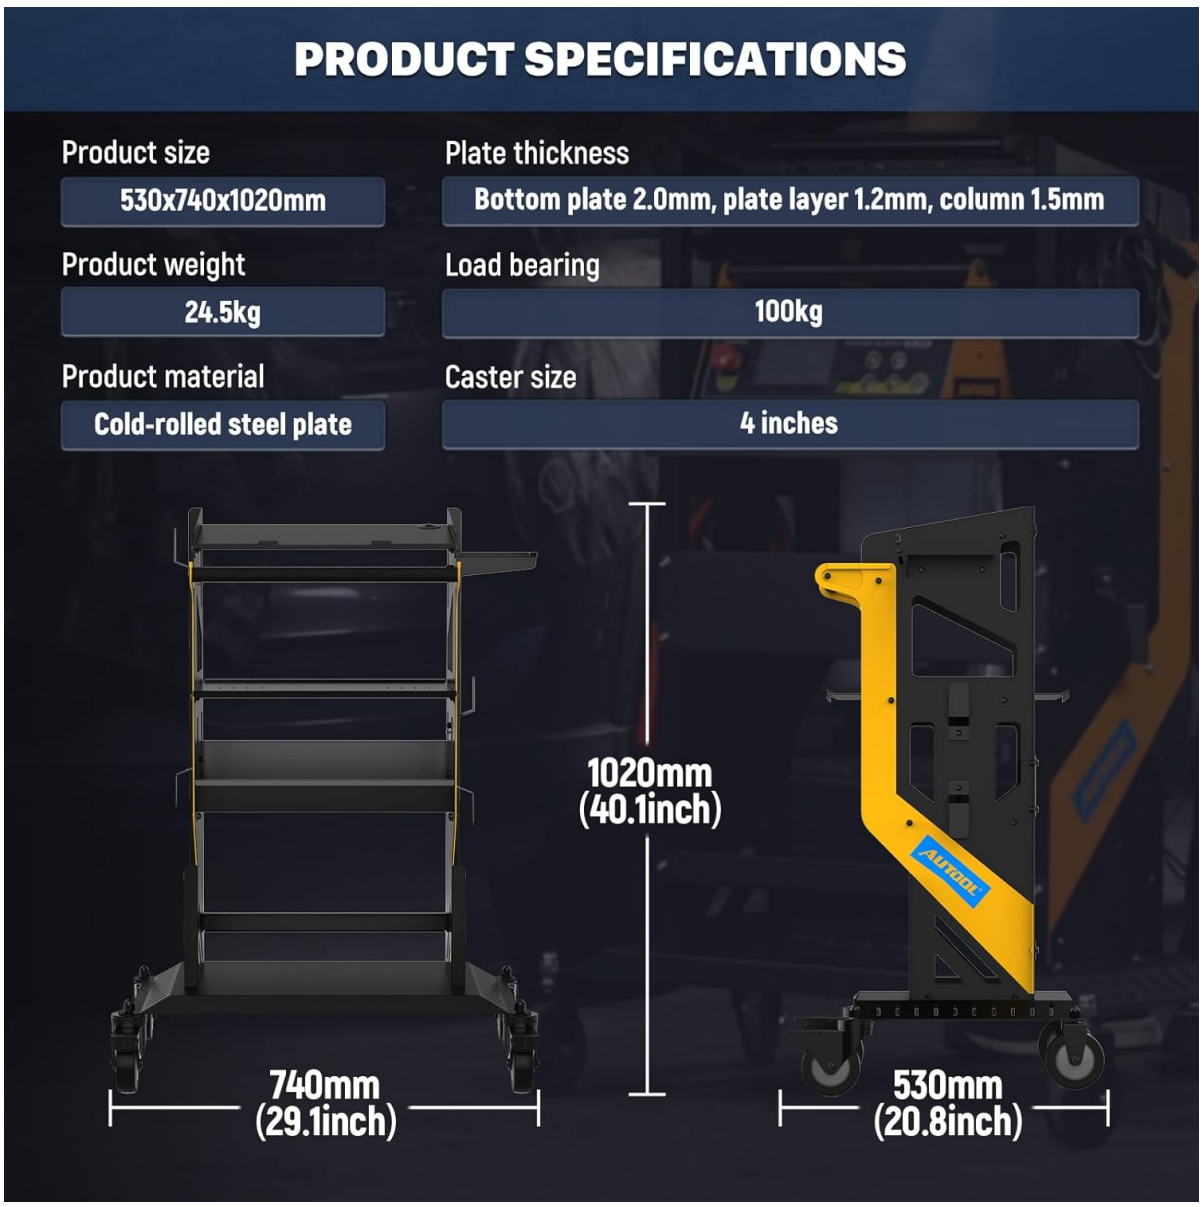 PRODUCT SPECIFICATIONS
Product size
530x740x1020mm
Plate thickness
Bottom plate 2.0mm, plate layer 1.2mm, column 1.5mm
Product weight
24.5kg
Load bearing
100kg
Product material
Cold-rolled steel plate
Caster size
4 inches
1020mm
(40.1inch)
AUTOOL
AUTOOL
740mm
(29.1inch)
530mm
(20.8inch)